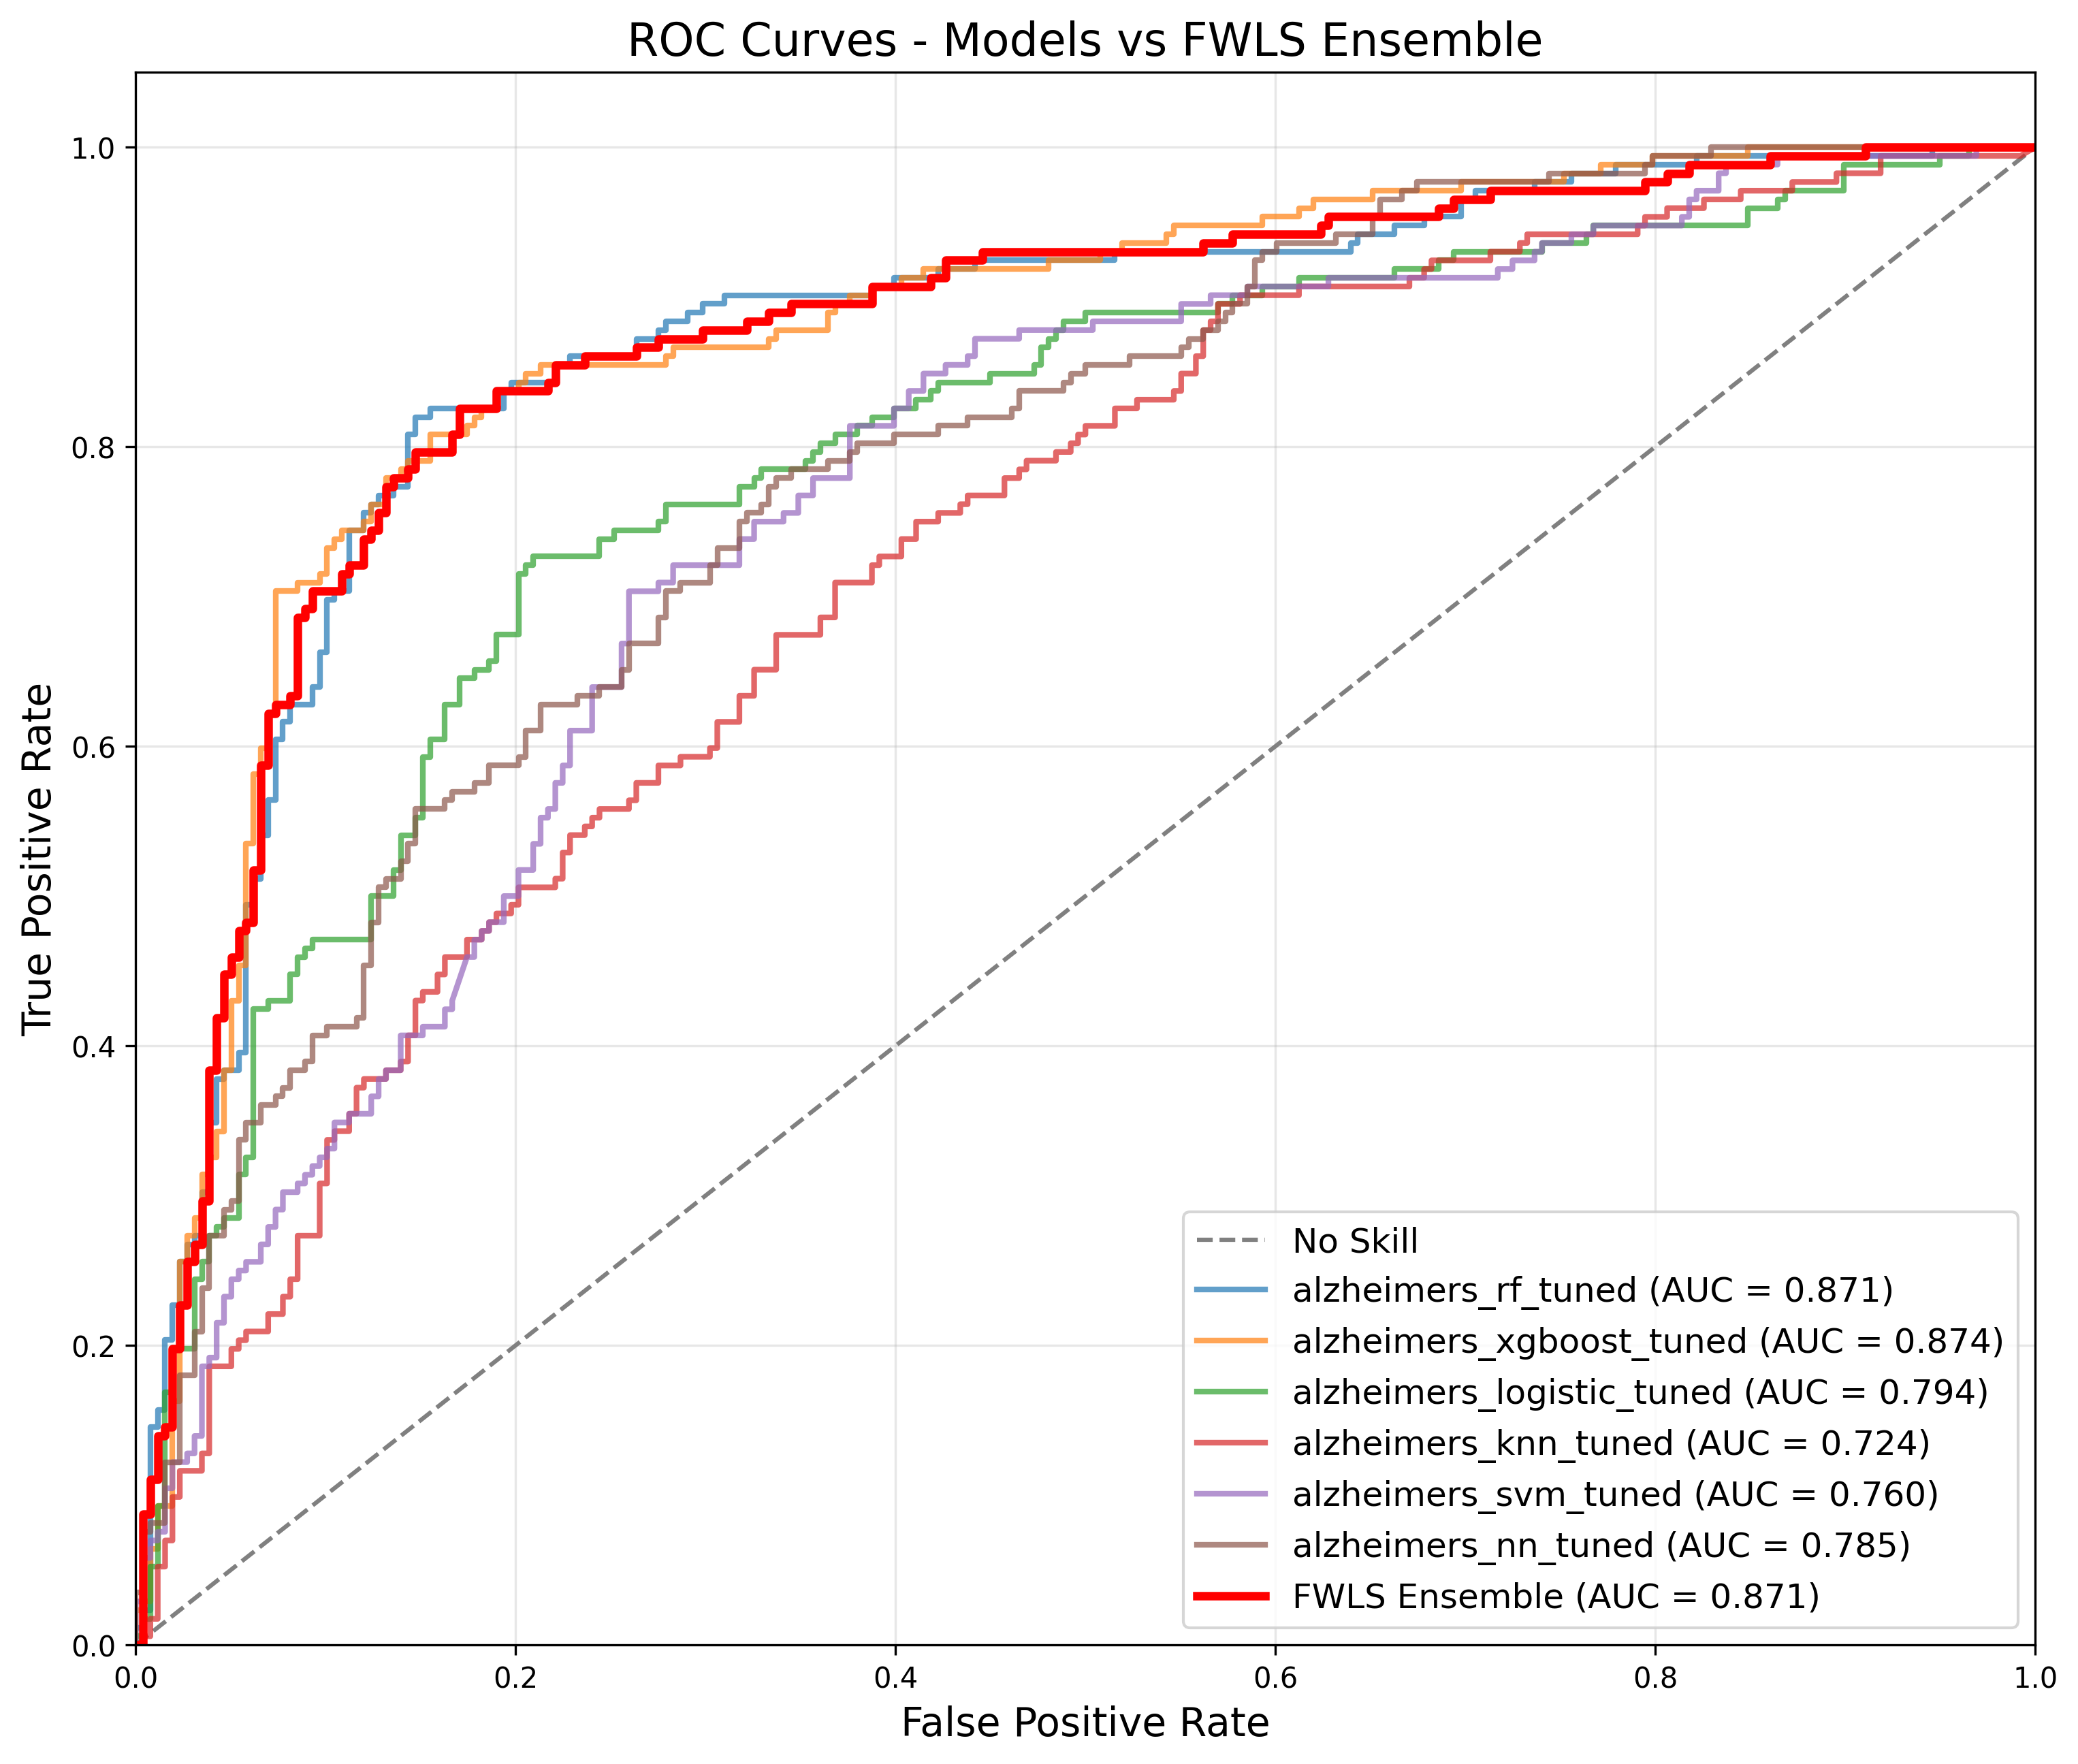 ROC Curves - Models vs FWLS Ensemble
True Positive Rate
1.0
0.8
0.6
0.4
0.2
0.0
0.0 0.2 0.4 0.6 0.8 1.0
False Positive Rate
No Skill
alzheimers_rf_tuned (AUC = 0.871)
alzheimers_xgboost_tuned (AUC = 0.874)
alzheimers_logistic_tuned (AUC = 0.794)
alzheimers_knn_tuned (AUC = 0.724)
alzheimers_svm_tuned (AUC = 0.760)
alzheimers_nn_tuned (AUC = 0.785)
FWLS Ensemble (AUC = 0.871)